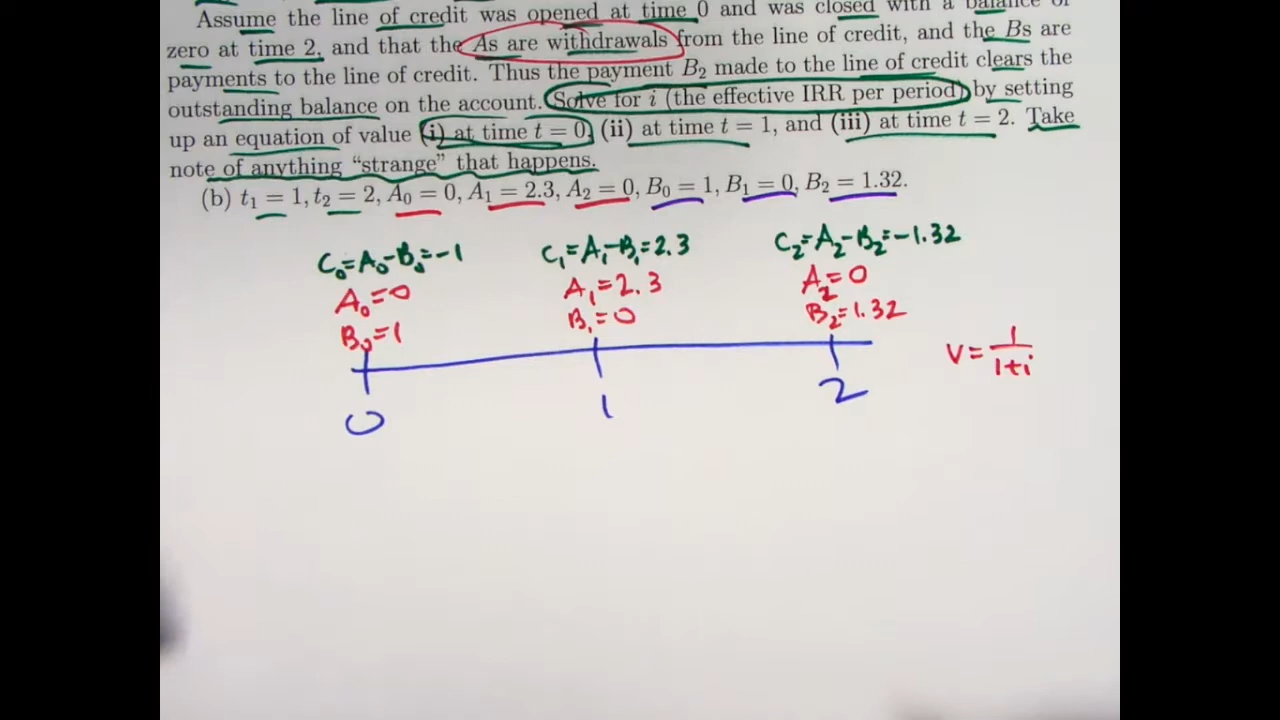 Assume the line of credit was opened at time 0 and was closed with a balance of
zero at time 2, and that the As are withdrawals from the line of credit, and the Bs are
payments to the line of credit. Thus the payment B₂ made to the line of credit clears the
outstanding balance on the account. Solve for i (the effective IRR per period) by setting
up an equation of value (i) at time t = 0, (ii) at time t = 1, and (iii) at time t = 2. Take
note of anything “strange” that happens.
(b) t₁ = 1, t₂ = 2, A₀ = 0, A₁ = 2.3, A₂ = 0, B₀ = 1, B₁ = 0, B₂ = 1.32.
C₀=A₀-B₀=-1 C₁=A₁-B₁=2.3 C₂=A₂-B₂=-1.32
A₀=0 A₁=2.3 A₂=0
B₀=1 B₁=0 B₂=1.32
V=1/(1+i)
0 1 2